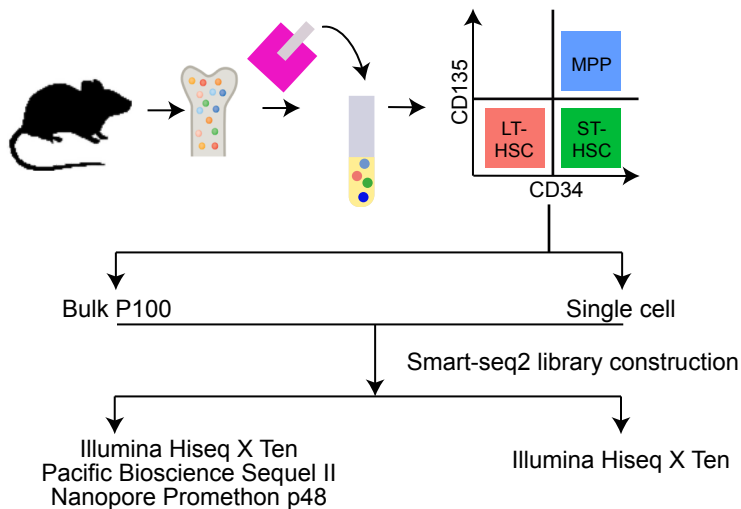 CD135
MPP
LT-
HSC
ST-
HSC
CD34
Bulk P100
Single cell
Smart-seq2 library construction
Illumina Hiseq X Ten
Pacific Bioscience Sequel II
Nanopore Promethon p48
Illumina Hiseq X Ten